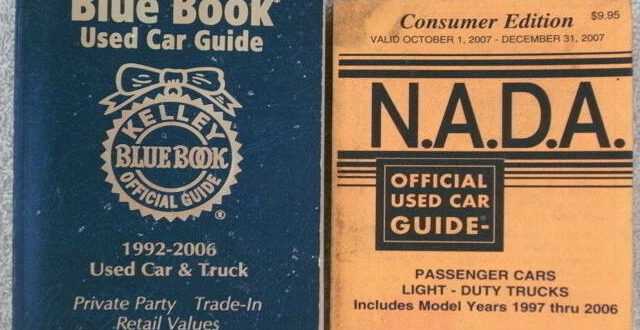 Blue Book
Used Car Guide
KELLEY
BLUE BOOK
OFFICIAL GUIDE
®
1992-2006
Used Car & Truck
Private Party Trade-In
Retail Values
Consumer Edition
$9.95
VALID OCTOBER 1, 2007 - DECEMBER 31, 2007
N.A.D.A.
OFFICIAL
USED CAR
GUIDE-
PASSENGER CARS
LIGHT - DUTY TRUCKS
Includes Model Years 1997 thru 2006